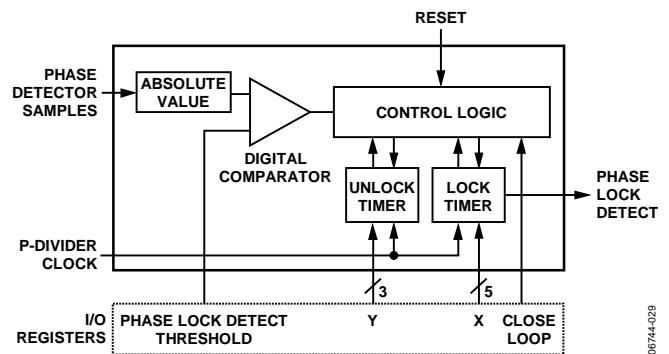 RESET
PHASE
DETECTOR
SAMPLES
ABSOLUTE
VALUE
CONTROL LOGIC
DIGITAL
COMPARATOR
UNLOCK
TIMER
LOCK
TIMER
PHASE
LOCK
DETECT
P-DIVIDER
CLOCK
3
5
I/O
REGISTERS
PHASE LOCK DETECT
THRESHOLD
Y
X
CLOSE
LOOP
06744-029